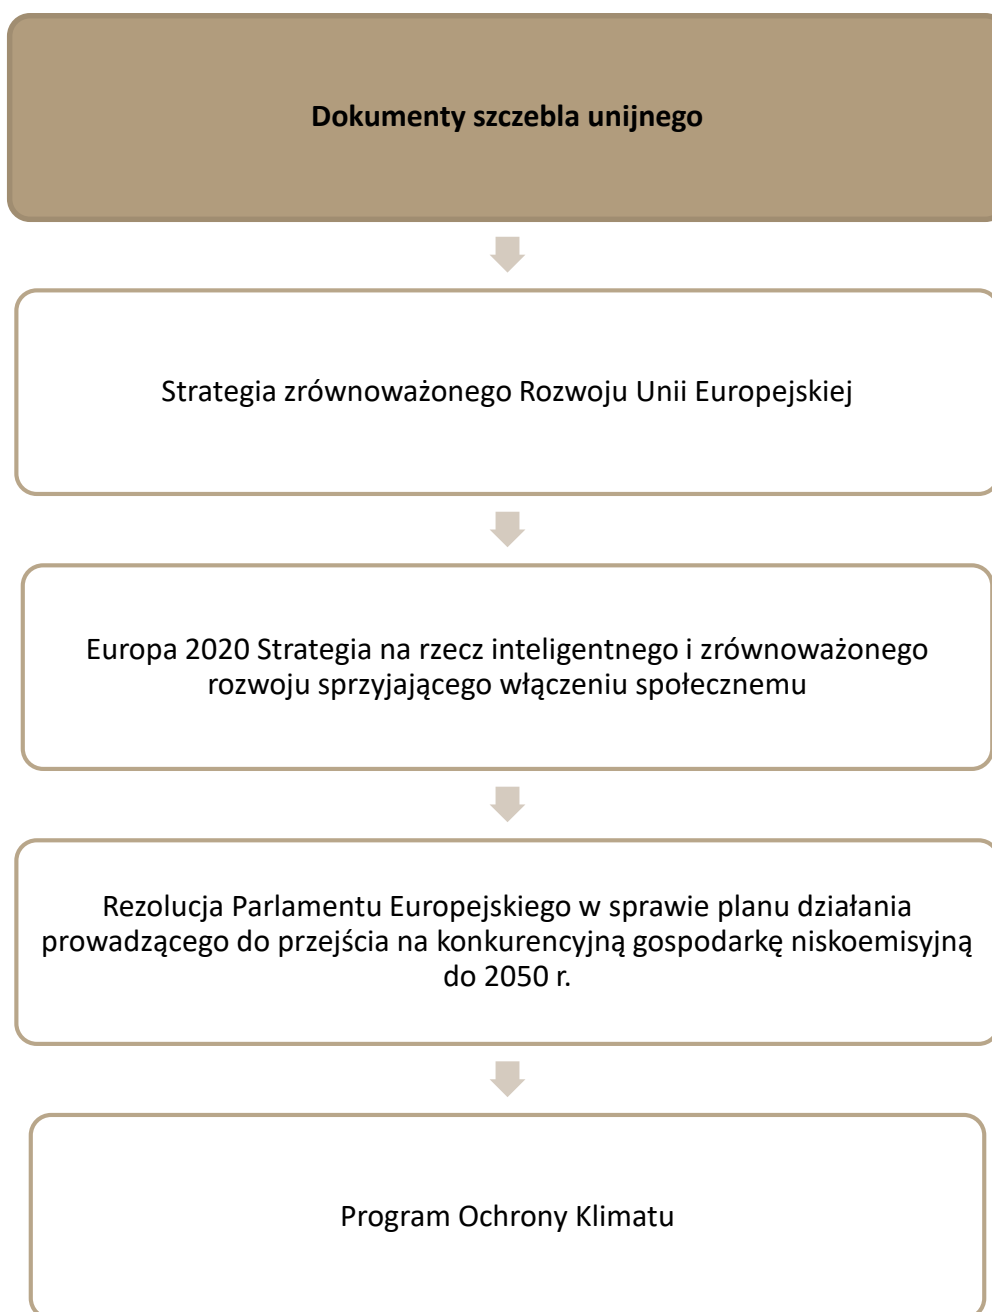 Dokumenty szczebla unijnego
Strategia zrównoważonego Rozwoju Unii Europejskiej
Europa 2020 Strategia na rzecz inteligentnego i zrównoważonego
rozwoju sprzyjającego włączeniu społecznemu
Rezolucja Parlamentu Europejskiego w sprawie planu działania
prowadzącego do przejścia na konkurencyjną gospodarkę niskoemisyjną
do 2050 r.
Program Ochrony Klimatu